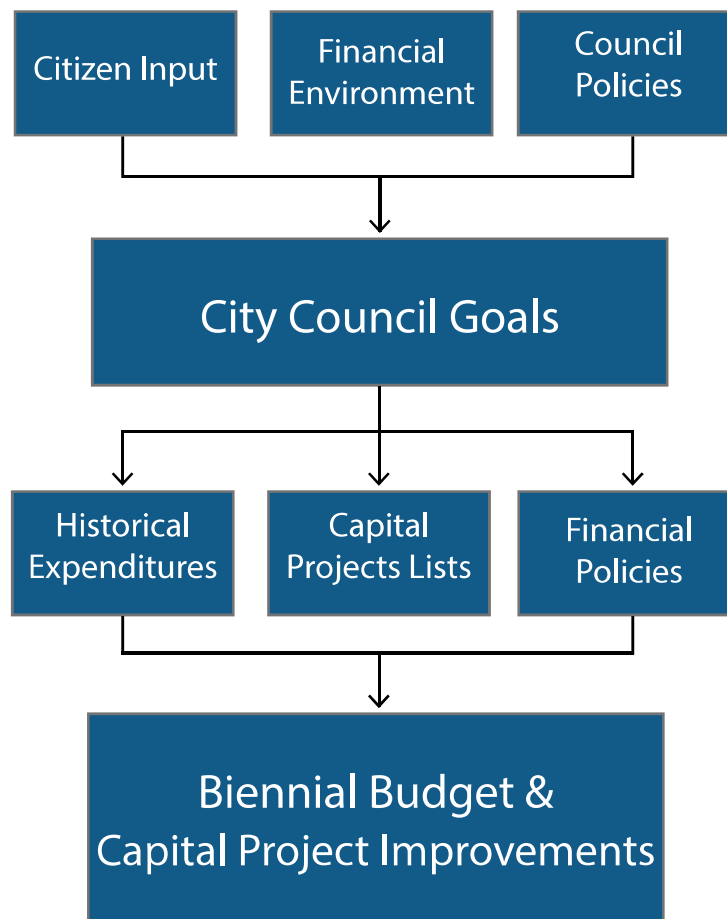 Citizen Input
Financial
Environment
Council
Policies
City Council Goals
Historical
Expenditures
Capital
Projects Lists
Financial
Policies
Biennial Budget &
Capital Project Improvements